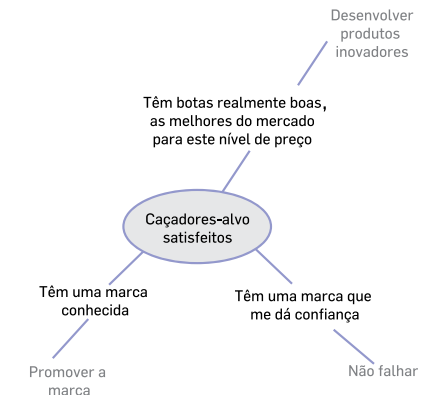 Desenvolver
produtos
inovadores
Têm botas realmente boas,
as melhores do mercado
para este nível de preço
Caçadores-alvo
satisfeitos
Têm uma marca
conhecida
Têm uma marca que
me dá confiança
Promover a
marca
Não falhar